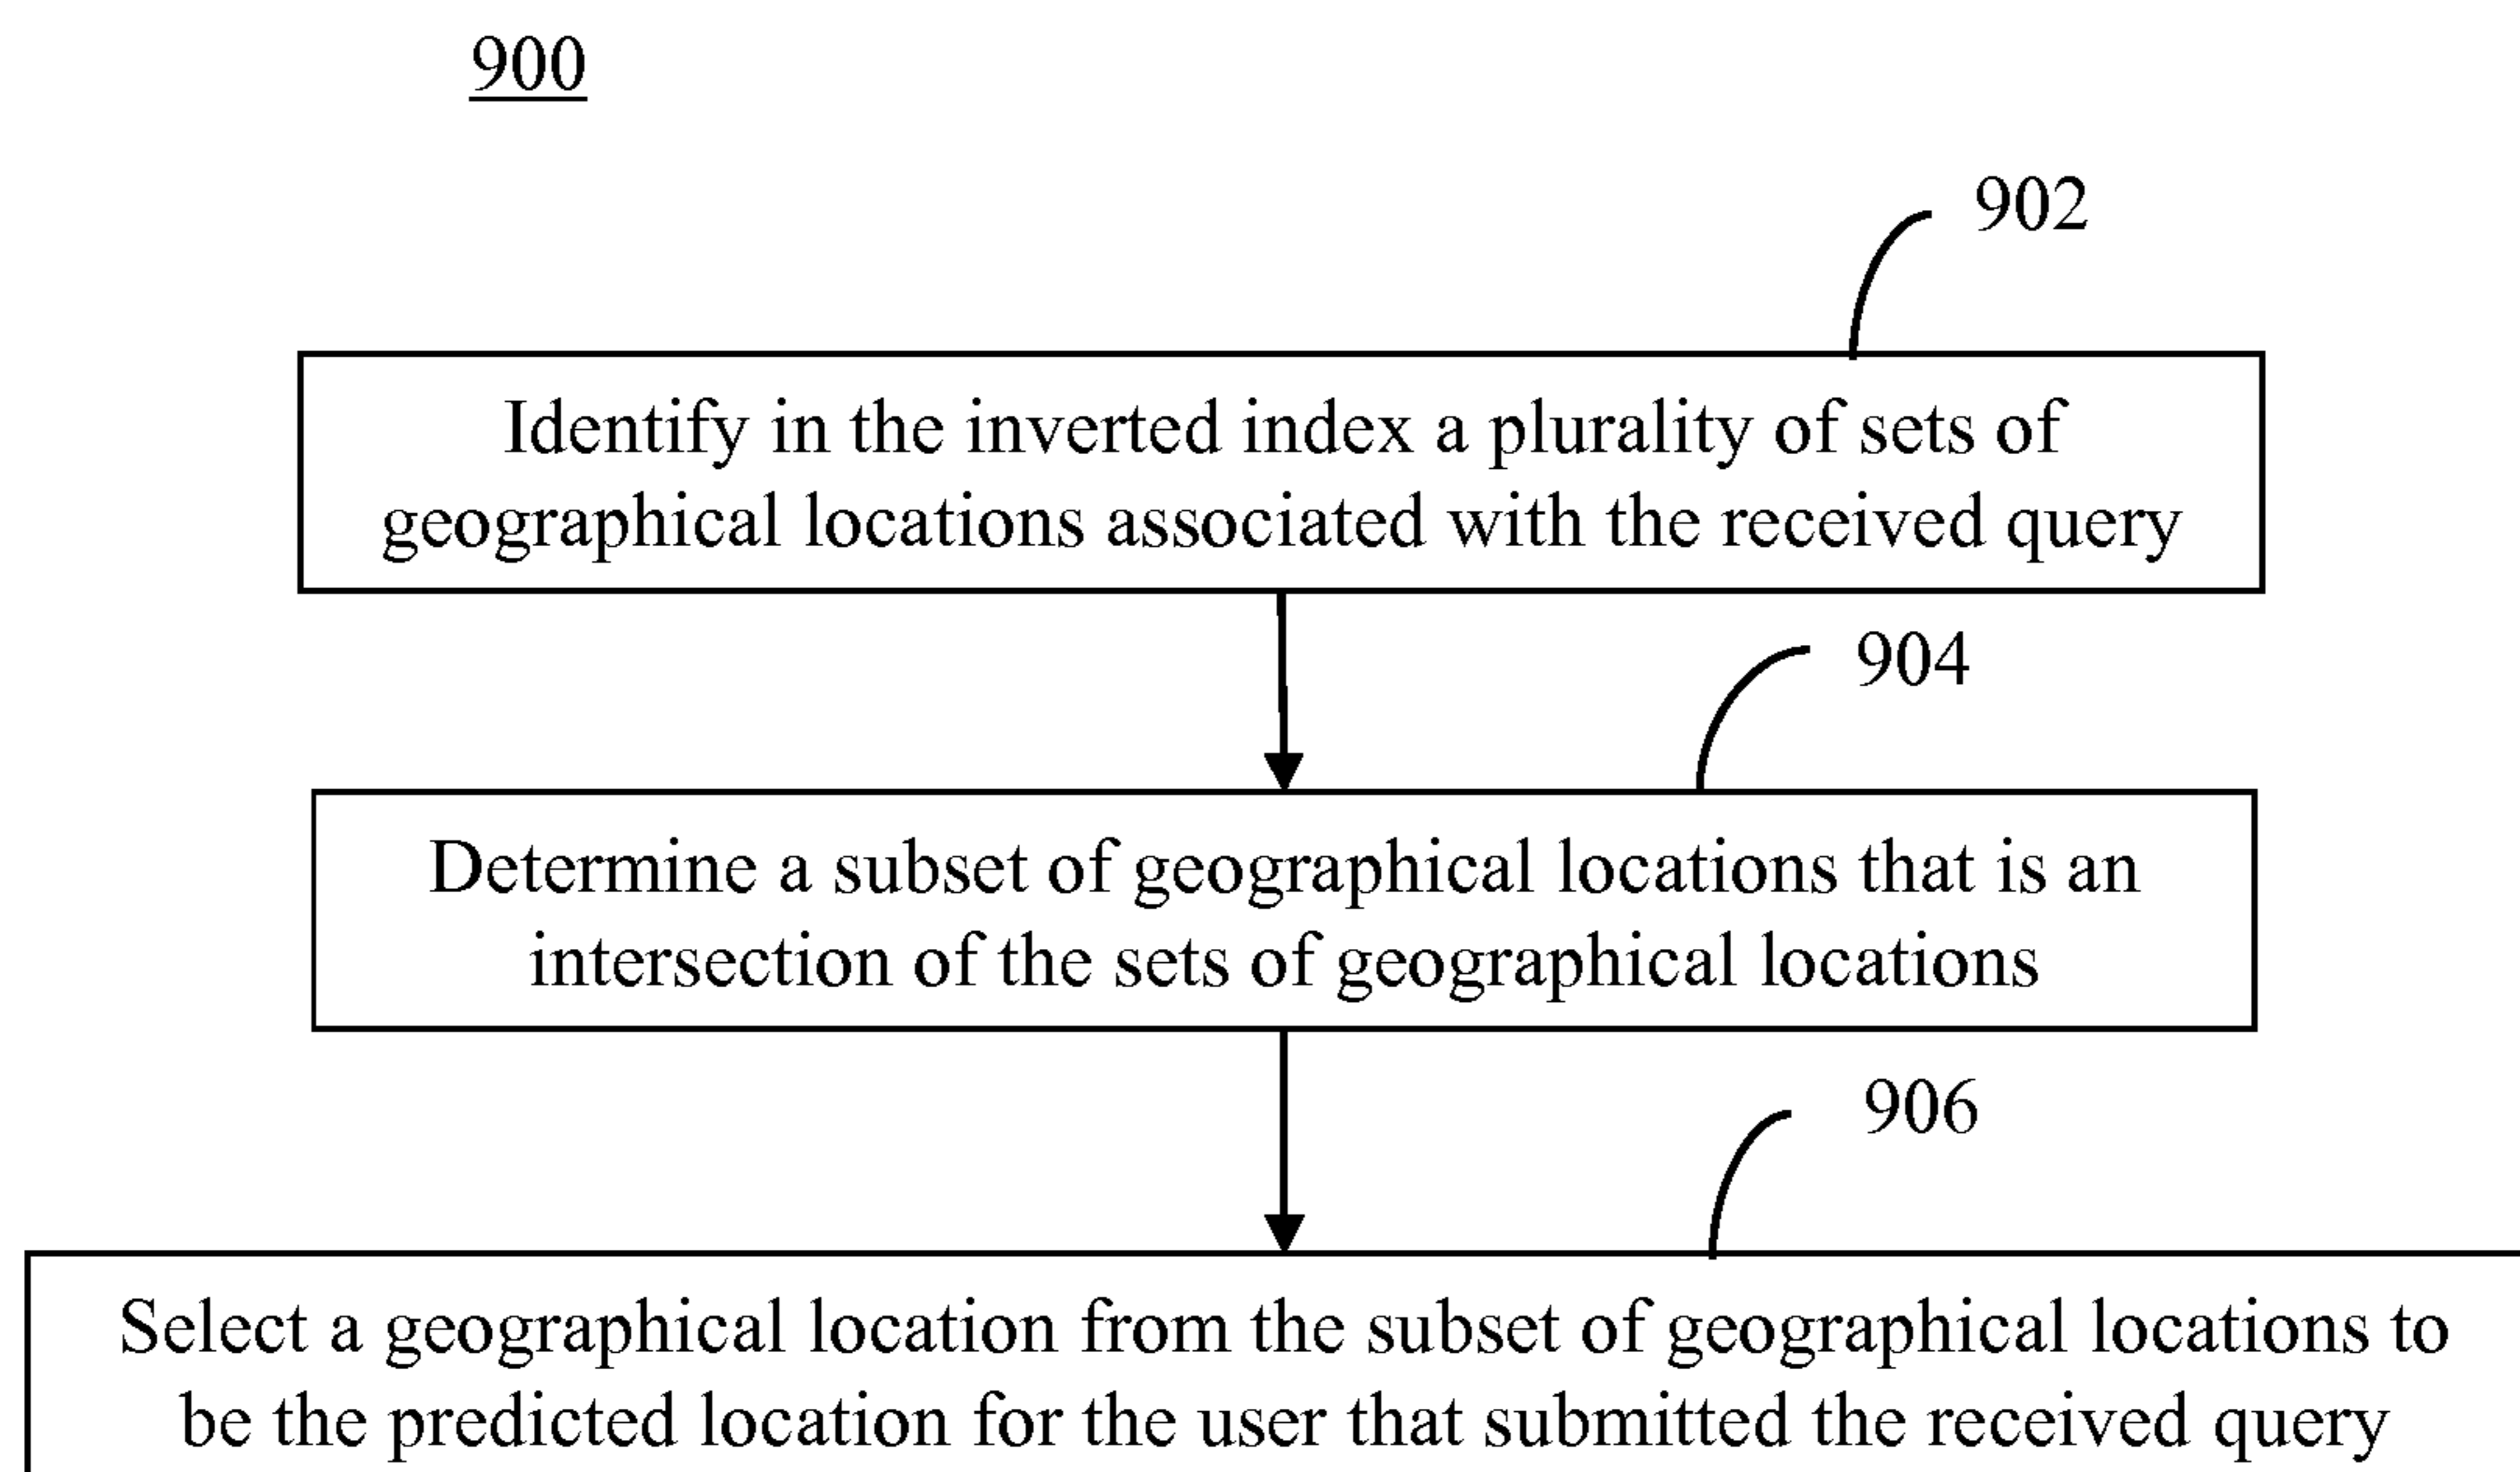 900
902
Identify in the inverted index a plurality of sets of
geographical locations associated with the received query
904
Determine a subset of geographical locations that is an
intersection of the sets of geographical locations
906
Select a geographical location from the subset of geographical locations to
be the predicted location for the user that submitted the received query